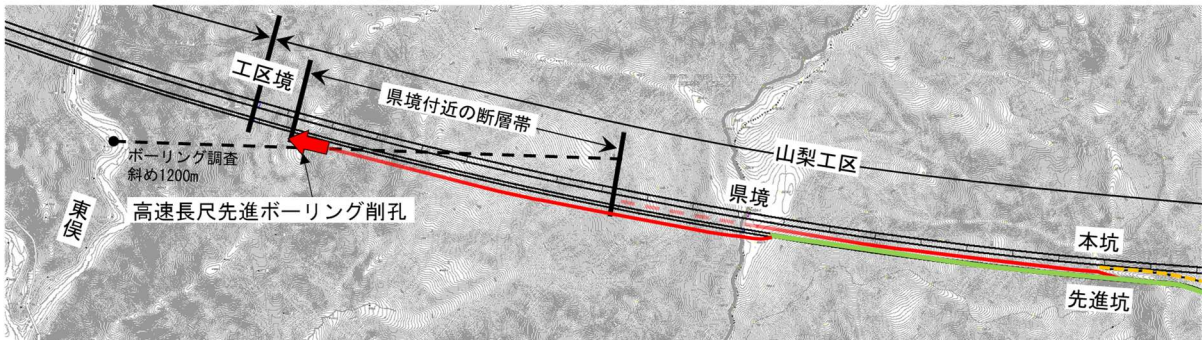 工区境
県境付近の断層帯
山梨工区
ボーリング調査
斜め1200m
県境
高速長尺先進ボーリング削孔
東俣
本坑
先進坑